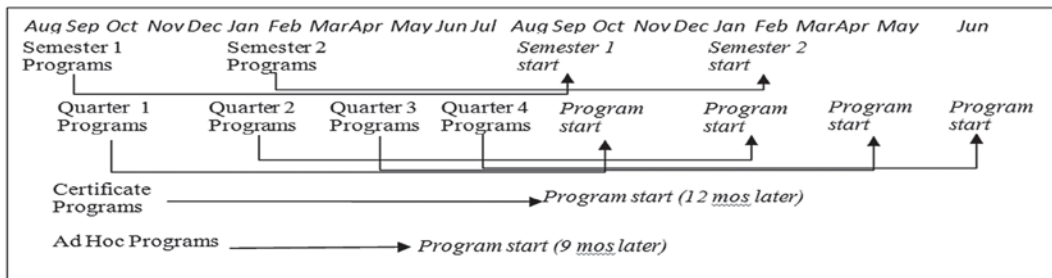 Aug Sep Oct Nov Dec Jan Feb Mar Apr May Jun Jul Aug Sep Oct Nov Dec Jan Feb Mar Apr May Jun
Semester 1 Semester 2 Semester 1 Semester 2
Programs Programs start start
Quarter 1 Quarter 2 Quarter 3 Quarter 4 Program Program Program Program
Programs Programs Programs Programs start start start start
Certificate
Programs Program start (12 mos later)
Ad Hoc Programs Program start (9 mos later)